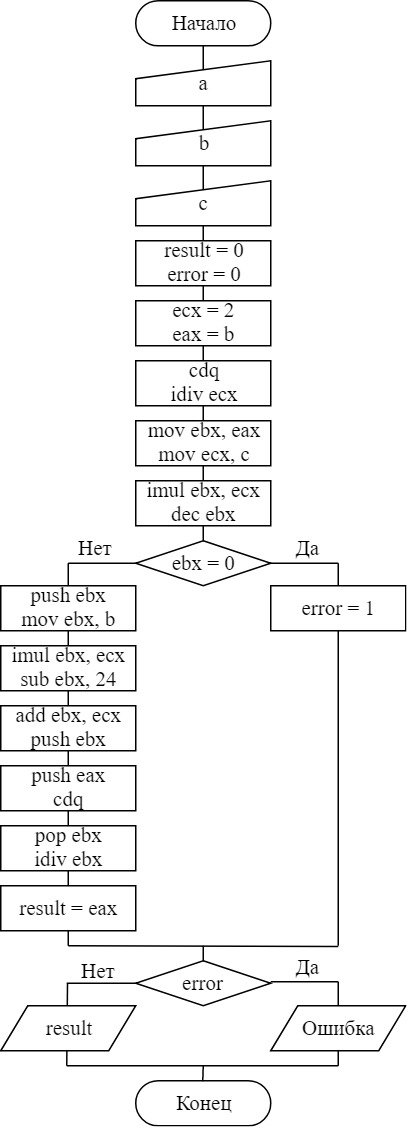 Начало
a
b
c
result = 0
error = 0
ecx = 2
eax = b
cdq
idiv ecx
mov ebx, eax
mov ecx, c
imul ebx, ecx
dec ebx
Нет
ebx = 0
Да
push ebx
mov ebx, b
imul ebx, ecx
sub ebx, 24
add ebx, ecx
push ebx
push eax
cdq
pop ebx
idiv ebx
result = eax
error = 1
Нет
error
Да
result
Ошибка
Конец